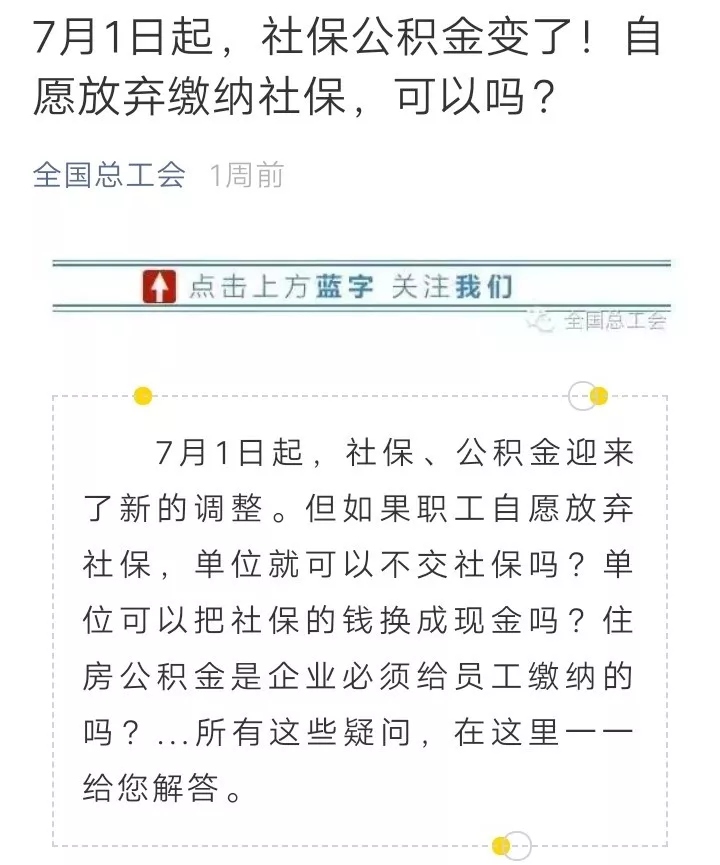 7月1日起，社保公积金变了！自
愿放弃缴纳社保，可以吗？
全国总工会 1周前
点击上方蓝字 关注我们
全国总工会
7月1日起，社保、公积金迎来
了新的调整。但如果职工自愿放弃
社保，单位就可以不交社保吗？单
位可以把社保的钱换成现金吗？住
房公积金是企业必须给员工缴纳的
吗？...所有这些疑问，在这里一一
给您解答。